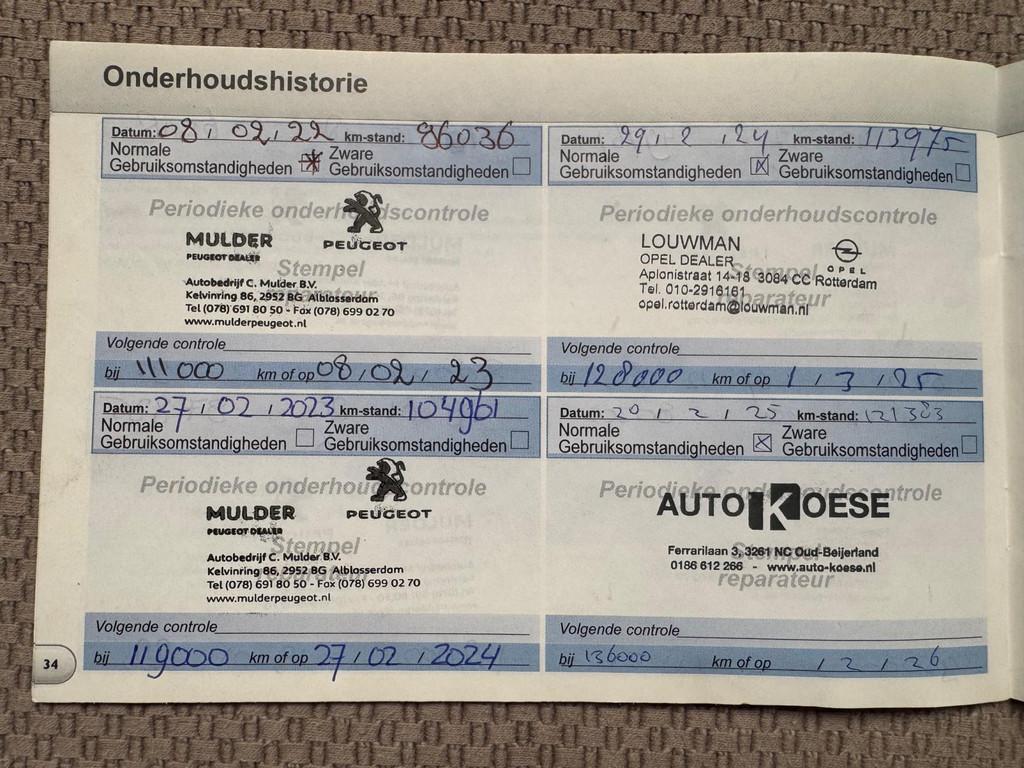 Onderhoudshistorie
Datum: 08 / 02 / 22 km-stand: 86036
Normale Gebruiksomstandigheden Zware Gebruiksomstandigheden
Periodieke onderhoudscontrole
MULDER
PEUGEOT DEALER
PEUGEOT
Stempel
reparateur
Autobedrijf C. Mulder B.V.
Kelvinring 86, 2952 BG Alblasserdam
Tel (078) 691 80 50 - Fax (078) 699 02 70
www.mulderpeugeot.nl
Volgende controle
bij 111000 km of op 08 / 02 / 23
Datum: 27 / 02 / 2023 km-stand: 104961
Normale Gebruiksomstandigheden Zware Gebruiksomstandigheden
Periodieke onderhoudscontrole
MULDER
PEUGEOT DEALER
PEUGEOT
Stempel
reparateur
Autobedrijf C. Mulder B.V.
Kelvinring 86, 2952 BG Alblasserdam
Tel (078) 691 80 50 - Fax (078) 699 02 70
www.mulderpeugeot.nl
Volgende controle
bij 119000 km of op 27 / 02 / 2024
34
Datum: 29 / 2 / 24 km-stand: 113975
Normale Gebruiksomstandigheden Zware Gebruiksomstandigheden
Periodieke onderhoudscontrole
LOUWMAN
OPEL DEALER
OPEL
Aplonistraat 14-18 3084 CC Rotterdam
Tel. 010-2916161
opel.rotterdam@louwman.nl
Stempel
reparateur
Volgende controle
bij 128000 km of op 1 / 3 / 25
Datum: 20 / 2 / 25 km-stand: 121383
Normale Gebruiksomstandigheden Zware Gebruiksomstandigheden
Periodieke onderhoudscontrole
AUTO KOESE
Ferrarilaan 3, 3261 NC Oud-Beijerland
0186 612 266 - www.auto-koese.nl
Stempel
reparateur
Volgende controle
bij 136000 km of op / 2 / 26